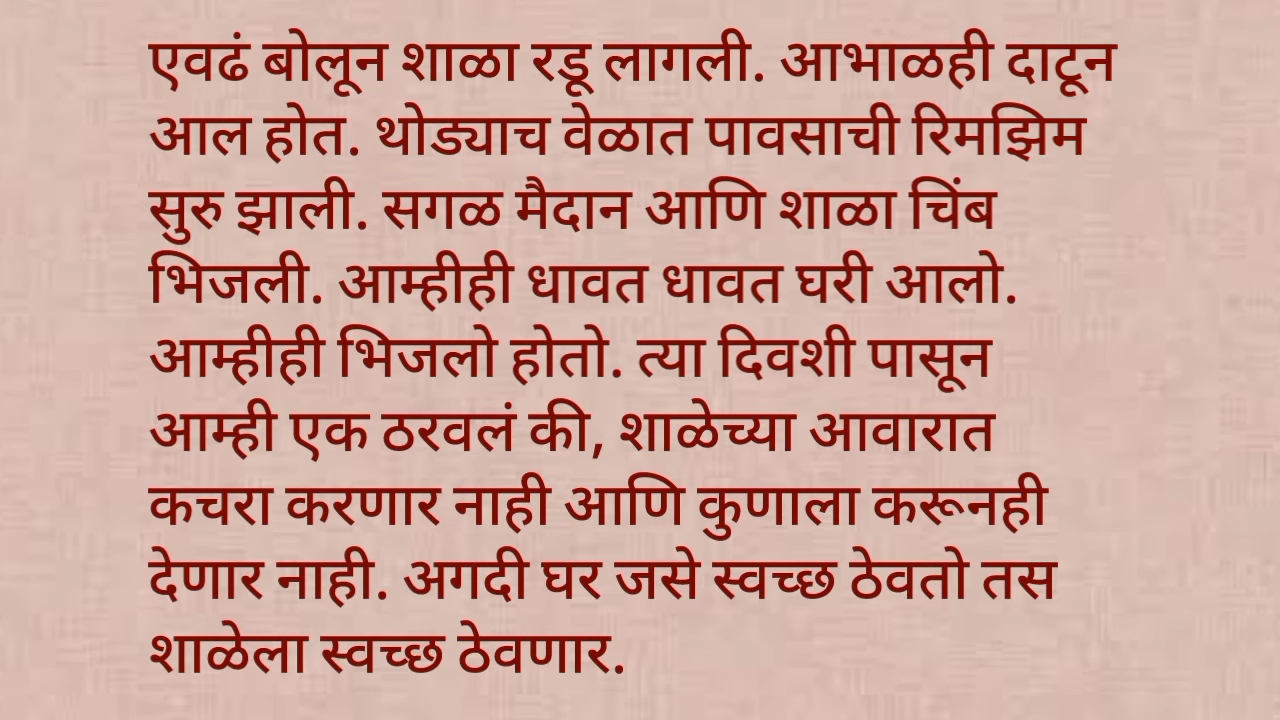 एवढं बोलून शाळा रडू लागली. आभाळही दाटून
आल होत. थोड्याच वेळात पावसाची रिमझिम
सुरु झाली. सगळ मैदान आणि शाळा चिंब
भिजली. आम्हीही धावत धावत घरी आलो.
आम्हीही भिजलो होतो. त्या दिवशी पासून
आम्ही एक ठरवलं की, शाळेच्या आवारात
कचरा करणार नाही आणि कुणाला करूनही
देणार नाही. अगदी घर जसे स्वच्छ ठेवतो तस
शाळेला स्वच्छ ठेवणार.